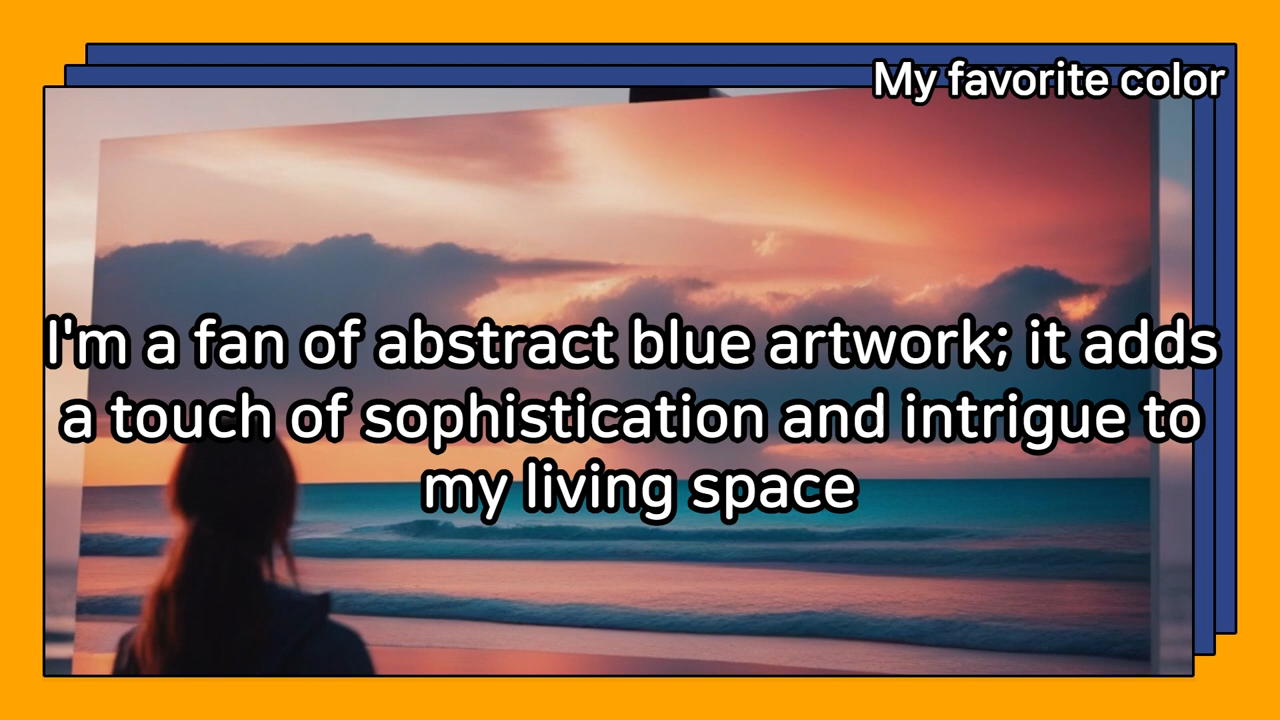 My favorite color
I'm a fan of abstract blue artwork; it adds
a touch of sophistication and intrigue to
my living space